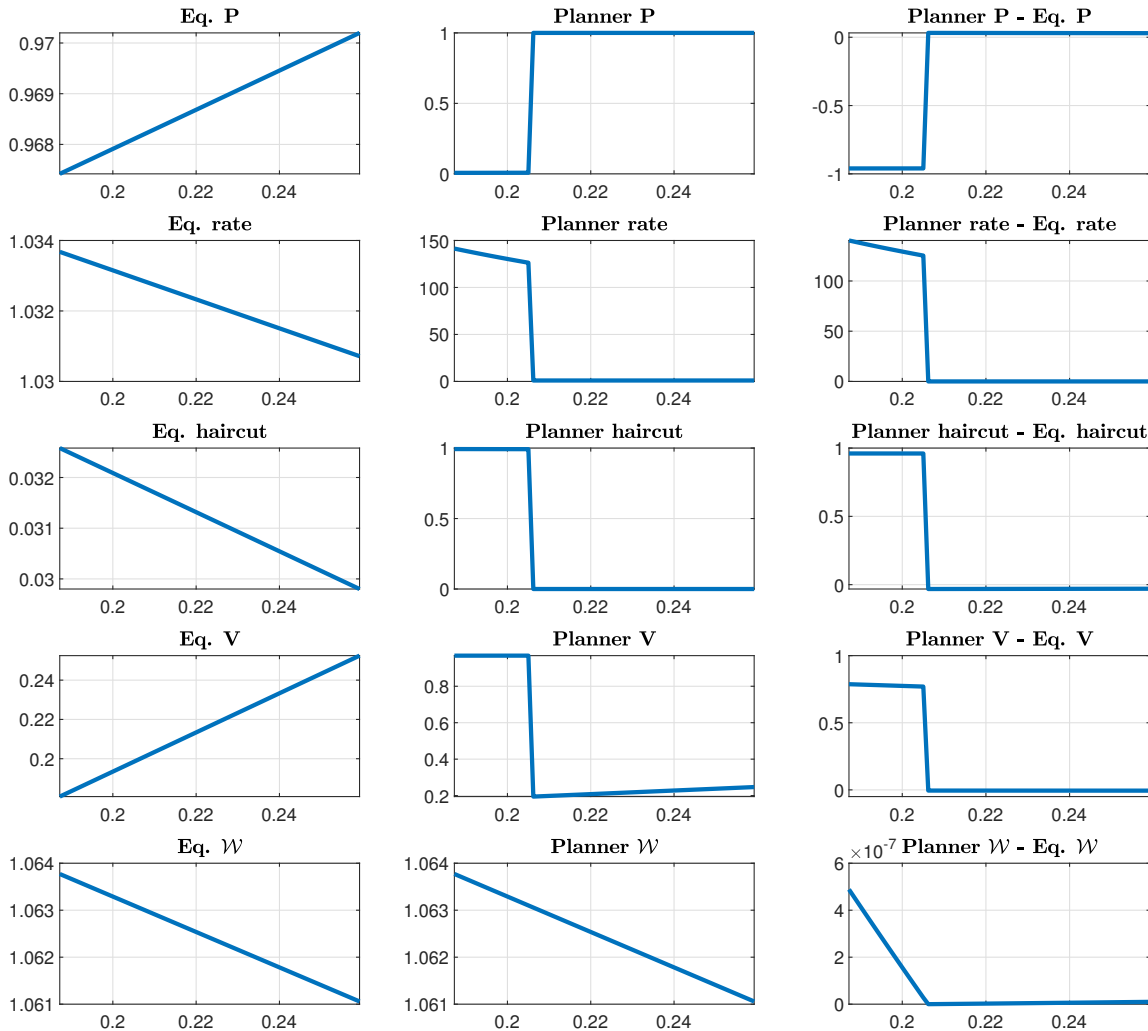 Eq. P
Planner P
Planner P - Eq. P
0.97
0.969
0.968
0.2 0.22 0.24
1
0.5
0
0.2 0.22 0.24
0
-0.5
-1
0.2 0.22 0.24
Eq. rate
Planner rate
Planner rate - Eq. rate
1.034
1.032
1.03
0.2 0.22 0.24
150
100
50
0
0.2 0.22 0.24
100
50
0
0.2 0.22 0.24
Eq. haircut
Planner haircut
Planner haircut - Eq. haircut
0.032
0.031
0.03
0.2 0.22 0.24
1
0.5
0
0.2 0.22 0.24
1
0.5
0
0.2 0.22 0.24
Eq. V
Planner V
Planner V - Eq. V
0.24
0.22
0.2
0.2 0.22 0.24
0.8
0.6
0.4
0.2
0.2 0.22 0.24
1
0.5
0
0.2 0.22 0.24
Eq. 𝒲
Planner 𝒲
×10⁻⁷ Planner 𝒲 - Eq. 𝒲
1.064
1.063
1.062
1.061
0.2 0.22 0.24
1.064
1.063
1.062
1.061
0.2 0.22 0.24
6
4
2
0
0.2 0.22 0.24